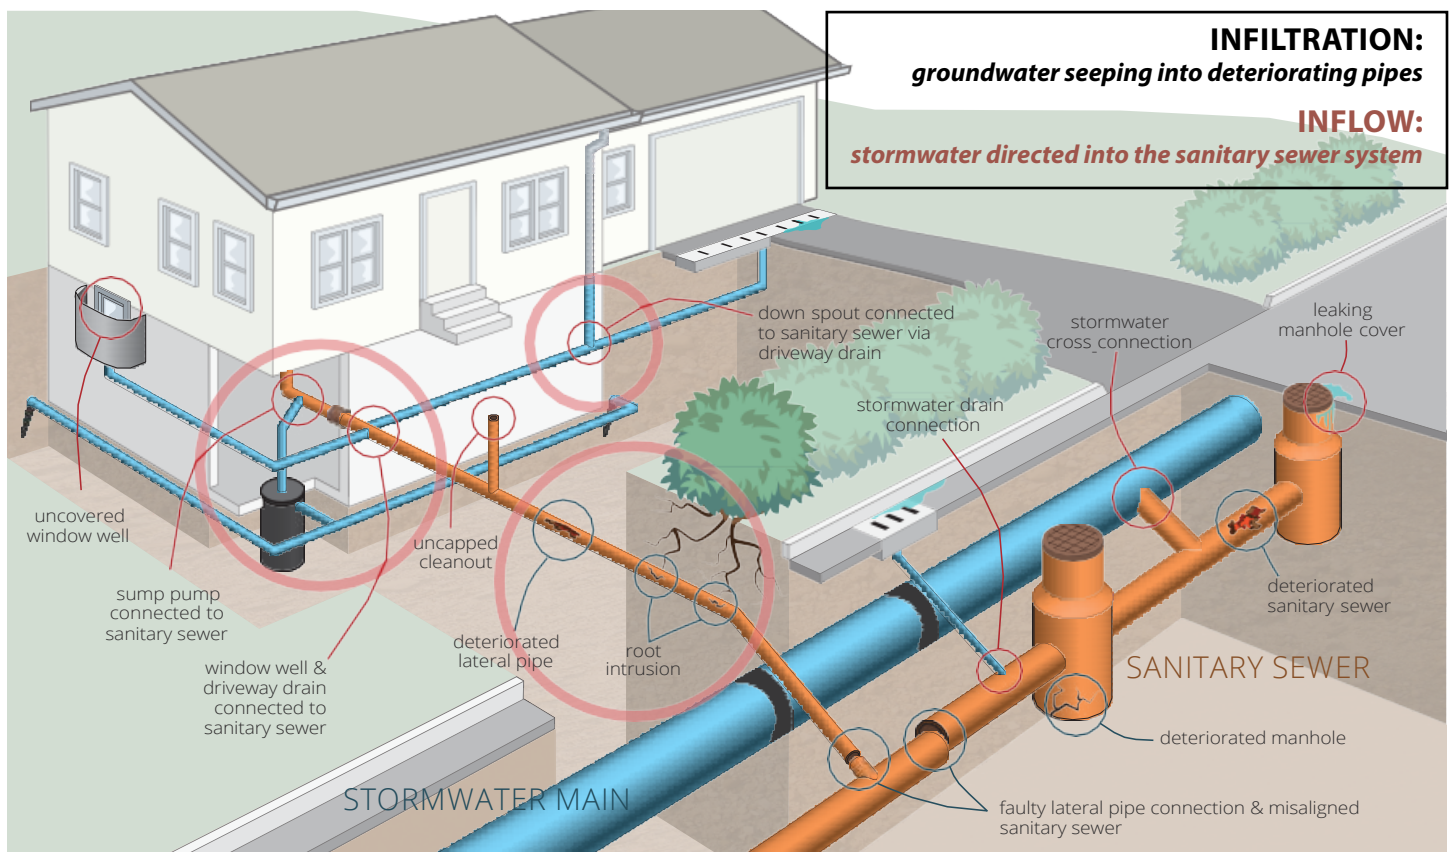 INFILTRATION:
groundwater seeping into deteriorating pipes
INFLOW:
stormwater directed into the sanitary sewer system
down spout connected
to sanitary sewer via
driveway drain
stormwater
cross connection
leaking
manhole cover
stormwater drain
connection
uncovered
window well
uncapped
cleanout
sump pump
connected to
sanitary sewer
deteriorated
lateral pipe
root
intrusion
deteriorated
sanitary sewer
window well &
driveway drain
connected to
sanitary sewer
SANITARY SEWER
deteriorated manhole
STORMWATER MAIN
faulty lateral pipe connection & misaligned
sanitary sewer